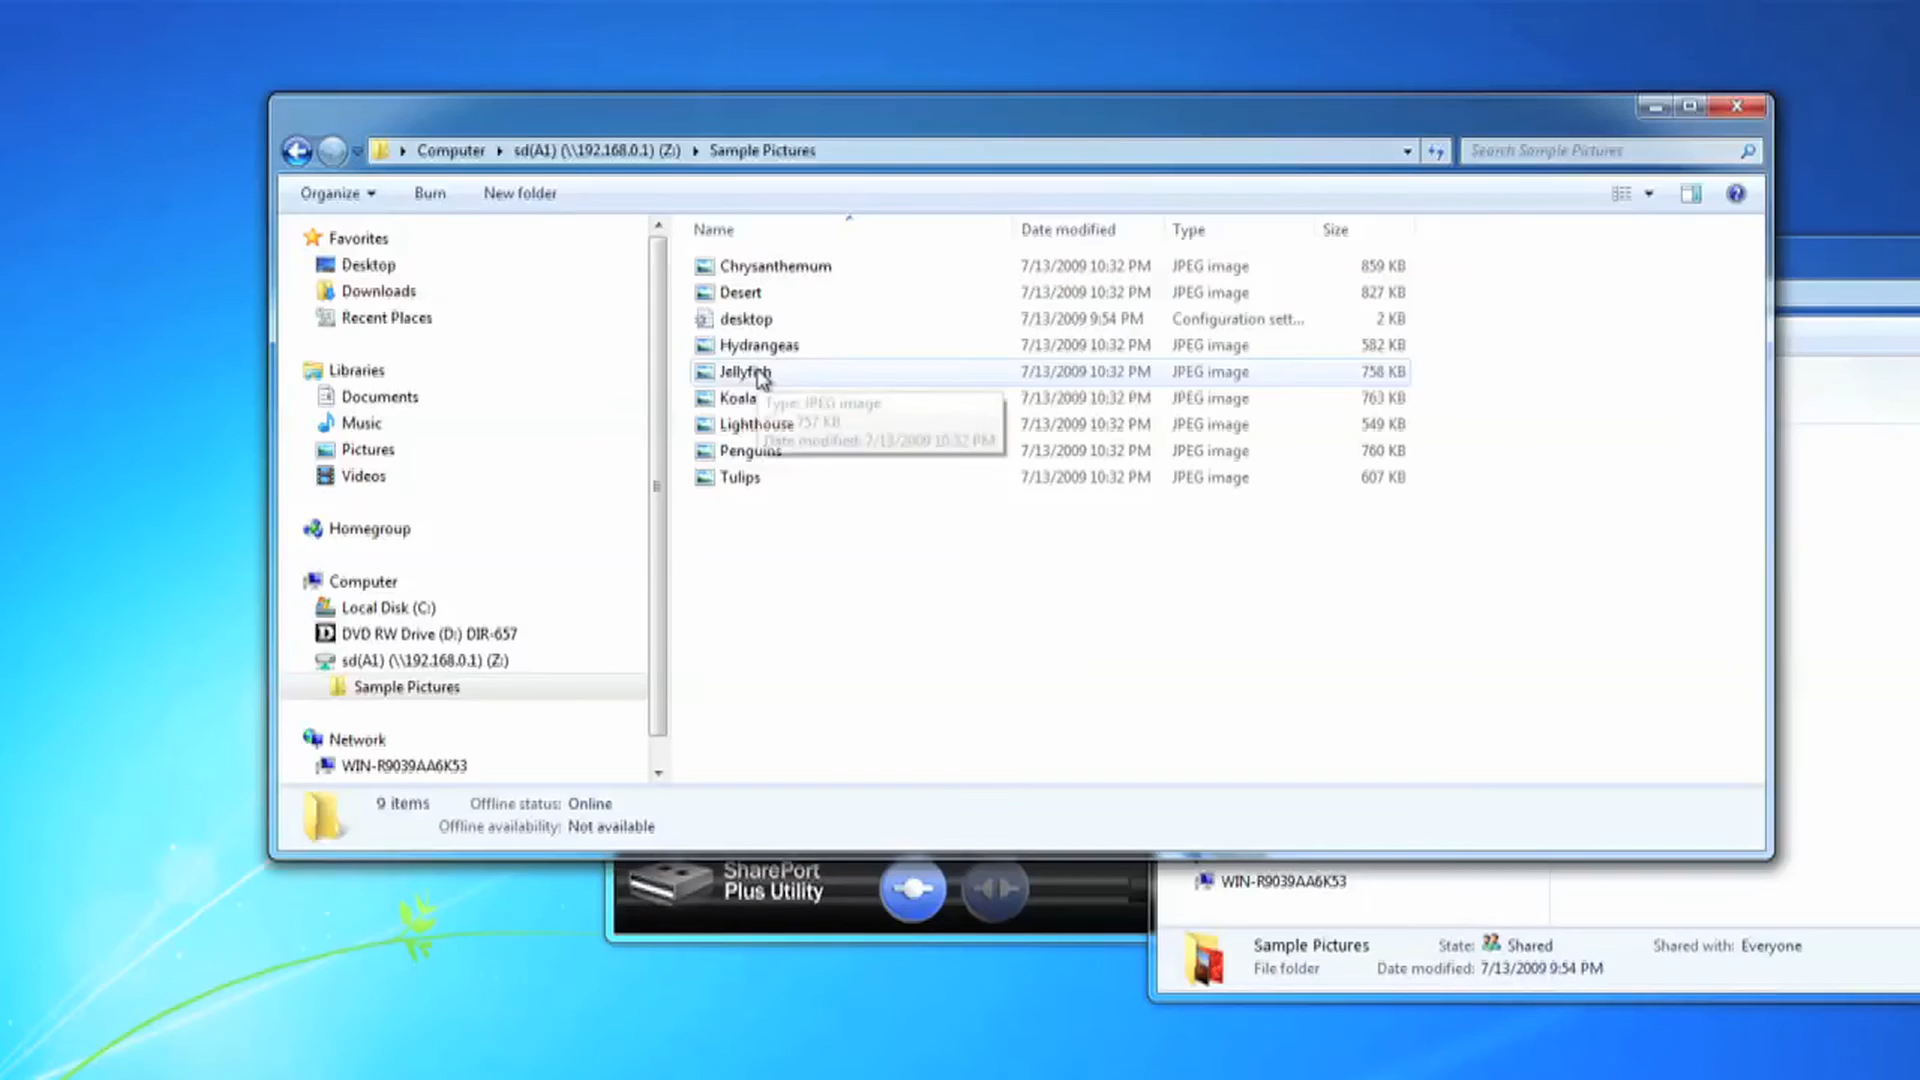 Computer sd(A1) (\\192.168.0.1) (Z:) Sample Pictures
Search Sample Pictures
Organize Burn New folder
Favorites
Desktop
Downloads
Recent Places
Libraries
Documents
Music
Pictures
Videos
Homegroup
Computer
Local Disk (C:)
DVD RW Drive (D:) DIR-657
sd(A1) (\\192.168.0.1) (Z:)
Sample Pictures
Network
WIN-R9039AA6K53
Name Date modified Type Size
Chrysanthemum 7/13/2009 10:32 PM JPEG image 859 KB
Desert 7/13/2009 10:32 PM JPEG image 827 KB
desktop 7/13/2009 9:54 PM Configuration sett... 2 KB
Hydrangeas 7/13/2009 10:32 PM JPEG image 582 KB
Jellyfish 7/13/2009 10:32 PM JPEG image 758 KB
Koala 7/13/2009 10:32 PM JPEG image 763 KB
Lighthouse 7/13/2009 10:32 PM JPEG image 549 KB
Penguins 7/13/2009 10:32 PM JPEG image 760 KB
Tulips 7/13/2009 10:32 PM JPEG image 607 KB
Type: JPEG image
757 KB
Date modified: 7/13/2009 10:32 PM
9 items Offline status: Online
Offline availability: Not available
SharePort
Plus Utility
WIN-R9039AA6K53
Sample Pictures State: Shared Shared with: Everyone
File folder Date modified: 7/13/2009 9:54 PM